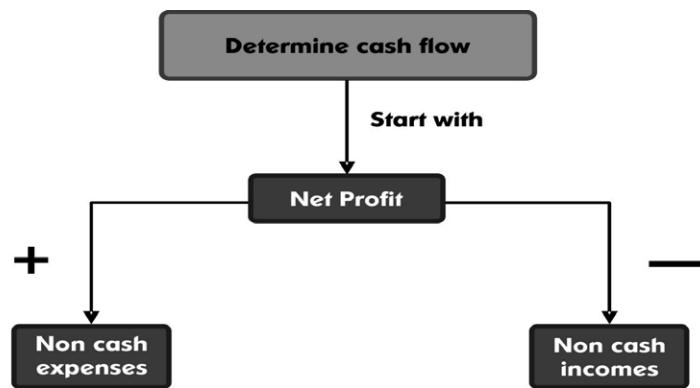 Determine cash flow
Start with
Net Profit
+
—
Non cash
expenses
Non cash
incomes